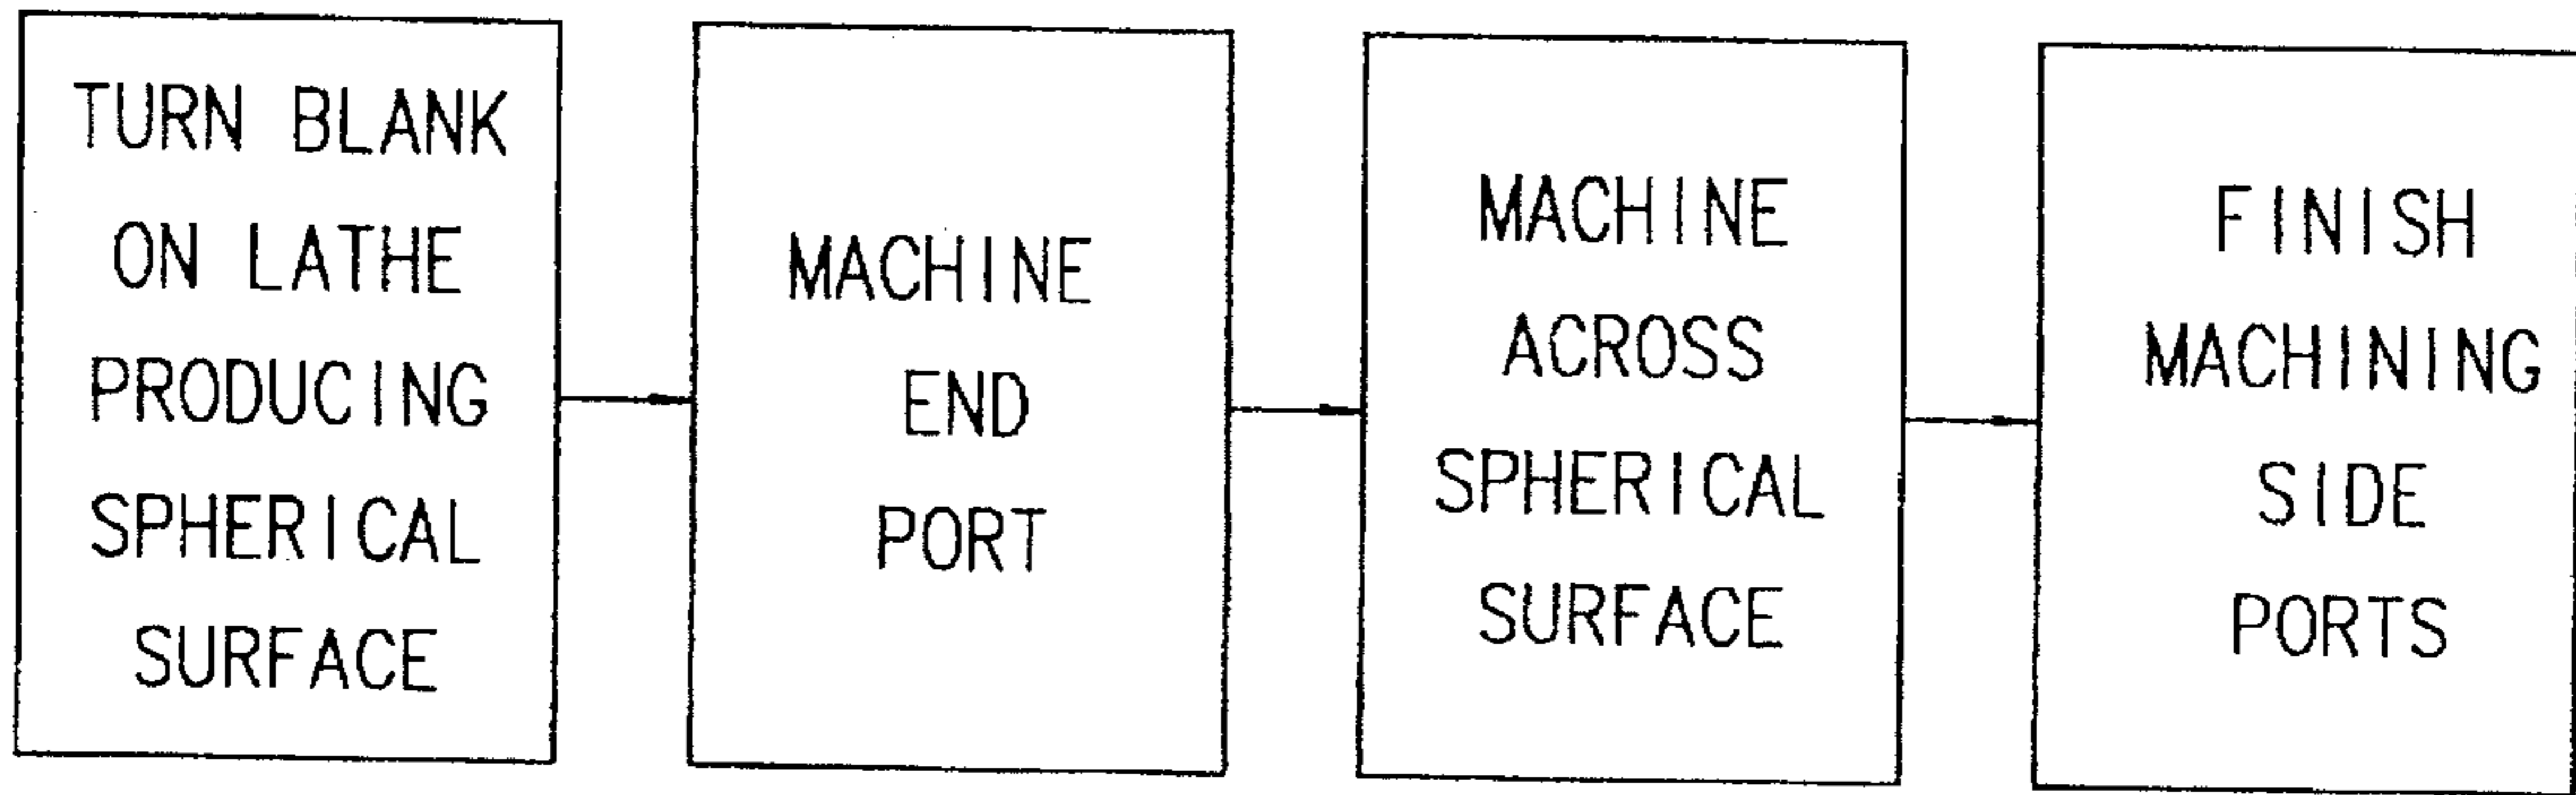 TURN BLANK
ON LATHE
PRODUCING
SPHERICAL
SURFACE
MACHINE
END
PORT
MACHINE
ACROSS
SPHERICAL
SURFACE
FINISH
MACHINING
SIDE
PORTS